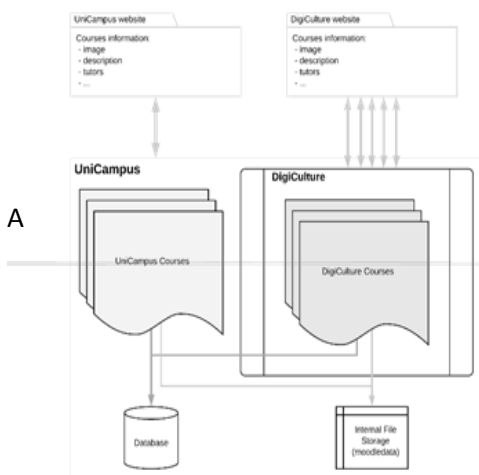 UniCampus website
Courses information:
- image
- description
- tutors
- ...
DigiCulture website
Courses information:
- image
- description
- tutors
- ...
UniCampus
DigiCulture
A
UniCampus Courses
DigiCulture Courses
Database
Internal File
Storage
(moodledata)